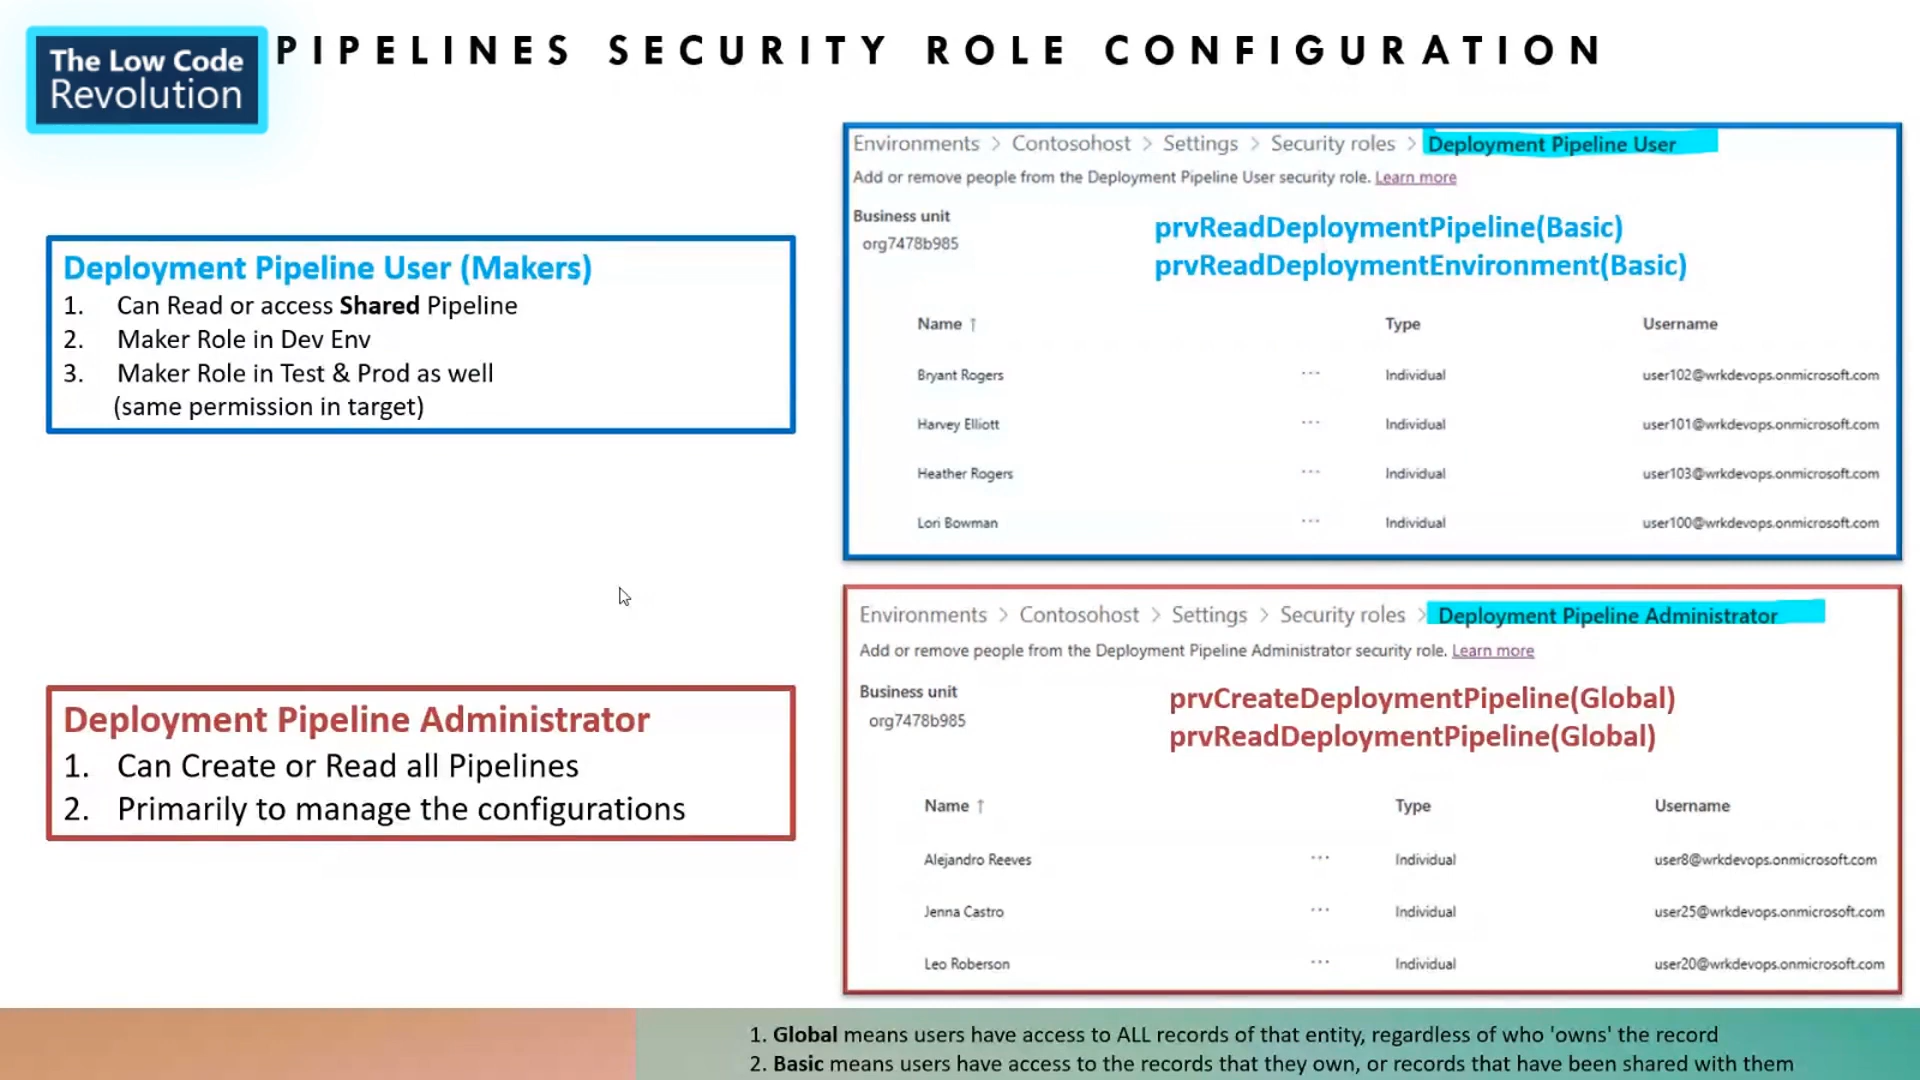 The Low Code
Revolution
PIPELINES SECURITY ROLE CONFIGURATION
Deployment Pipeline User (Makers)
1. Can Read or access Shared Pipeline
2. Maker Role in Dev Env
3. Maker Role in Test & Prod as well
(same permission in target)
Environments > Contosohost > Settings > Security roles > Deployment Pipeline User
Add or remove people from the Deployment Pipeline User security role. Learn more
Business unit
org7478b985
prvReadDeploymentPipeline(Basic)
prvReadDeploymentEnvironment(Basic)
Name ↑ Type Username
Bryant Rogers ··· Individual user102@wrkdevops.onmicrosoft.com
Harvey Elliott ··· Individual user101@wrkdevops.onmicrosoft.com
Heather Rogers ··· Individual user103@wrkdevops.onmicrosoft.com
Lori Bowman ··· Individual user100@wrkdevops.onmicrosoft.com
Deployment Pipeline Administrator
1. Can Create or Read all Pipelines
2. Primarily to manage the configurations
Environments > Contosohost > Settings > Security roles > Deployment Pipeline Administrator
Add or remove people from the Deployment Pipeline Administrator security role. Learn more
Business unit
org7478b985
prvCreateDeploymentPipeline(Global)
prvReadDeploymentPipeline(Global)
Name ↑ Type Username
Alejandro Reeves ··· Individual user8@wrkdevops.onmicrosoft.com
Jenna Castro ··· Individual user25@wrkdevops.onmicrosoft.com
Leo Roberson ··· Individual user20@wrkdevops.onmicrosoft.com
1. Global means users have access to ALL records of that entity, regardless of who 'owns' the record
2. Basic means users have access to the records that they own, or records that have been shared with them